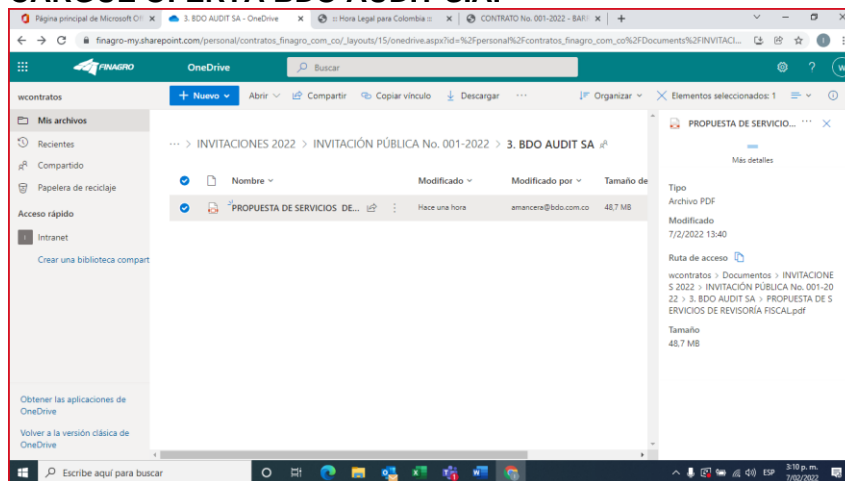 CARGUE OFERTA BDO AUDIT S.A.
Página principal de Microsoft Of
3. BDO AUDIT SA - OneDrive
:: Hora Legal para Colombia ::
CONTRATO No. 001-2022 - BAR
finagro-my.sharepoint.com/personal/contratos_finagro_com_co/_layouts/15/onedrive.aspx?id=%2Fpersonal%2Fcontratos_finagro_com_co%2FDocuments%2FINVITACI...
FINAGRO
OneDrive
Buscar
wcontratos
+ Nuevo
Abrir
Compartir
Copiar vínculo
Descargar
...
Organizar
Elementos seleccionados: 1
Mis archivos
Recientes
Compartido
Papelera de reciclaje
Acceso rápido
Intranet
Crear una biblioteca compart
Obtener las aplicaciones de
OneDrive
Volver a la versión clásica de
OneDrive
... > INVITACIONES 2022 > INVITACIÓN PÚBLICA No. 001-2022 > 3. BDO AUDIT SA
Nombre Modificado Modificado por Tamaño de
PROPUESTA DE SERVICIOS DE... Hace una hora amancera@bdo.com.co 48,7 MB
PROPUESTA DE SERVICIO... ...
Más detalles
Tipo
Archivo PDF
Modificado
7/2/2022 13:40
Ruta de acceso
wcontratos > Documentos > INVITACIONE
S 2022 > INVITACIÓN PÚBLICA No. 001-20
22 > 3. BDO AUDIT SA > PROPUESTA DE S
ERVICIOS DE REVISORÍA FISCAL.pdf
Tamaño
48,7 MB
Escribe aquí para buscar
ESP
3:10 p. m.
7/02/2022